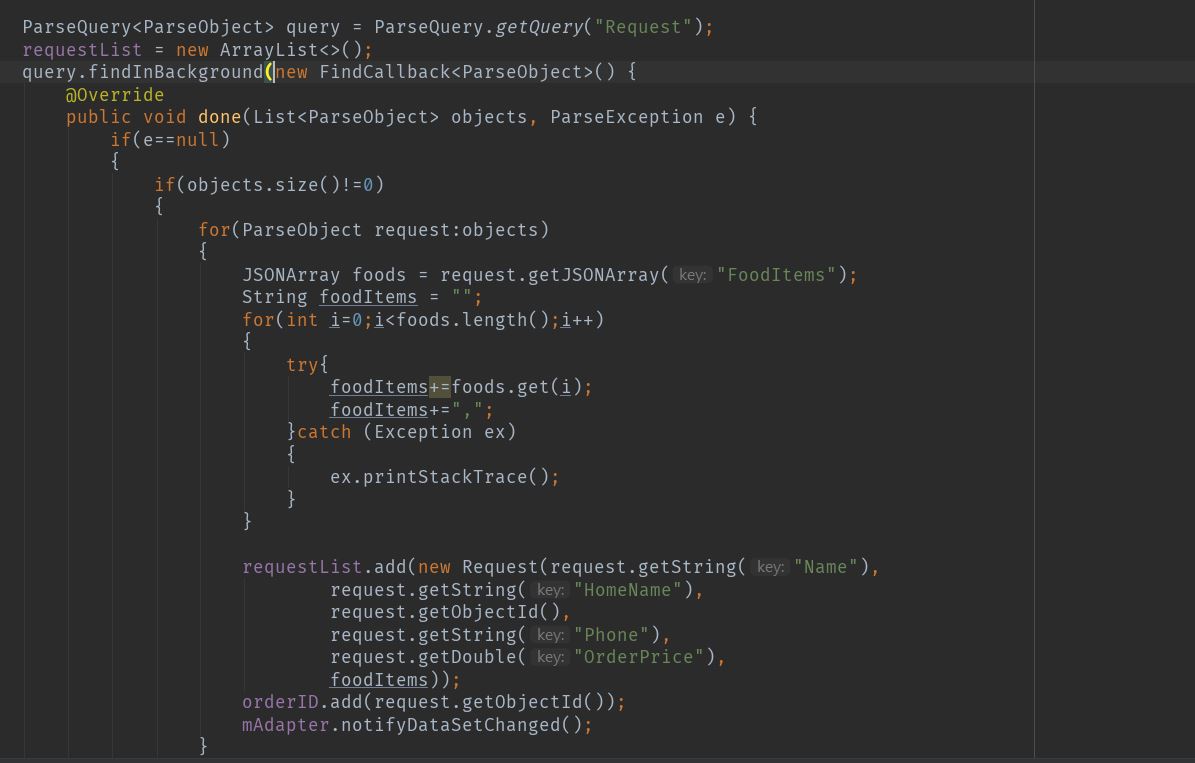 ParseQuery<ParseObject> query = ParseQuery.getQuery("Request");
requestList = new ArrayList<>();
query.findInBackground(new FindCallback<ParseObject>() {
@Override
public void done(List<ParseObject> objects, ParseException e) {
if(e==null)
{
if(objects.size()!=0)
{
for(ParseObject request:objects)
{
JSONArray foods = request.getJSONArray( key: "FoodItems");
String foodItems = "";
for(int i=0;i<foods.length();i++)
{
try{
foodItems+=foods.get(i);
foodItems+=",";
}catch (Exception ex)
{
ex.printStackTrace();
}
}
requestList.add(new Request(request.getString( key: "Name"),
request.getString( key: "HomeName"),
request.getObjectId(),
request.getString( key: "Phone"),
request.getDouble( key: "OrderPrice"),
foodItems));
orderID.add(request.getObjectId());
mAdapter.notifyDataSetChanged();
}